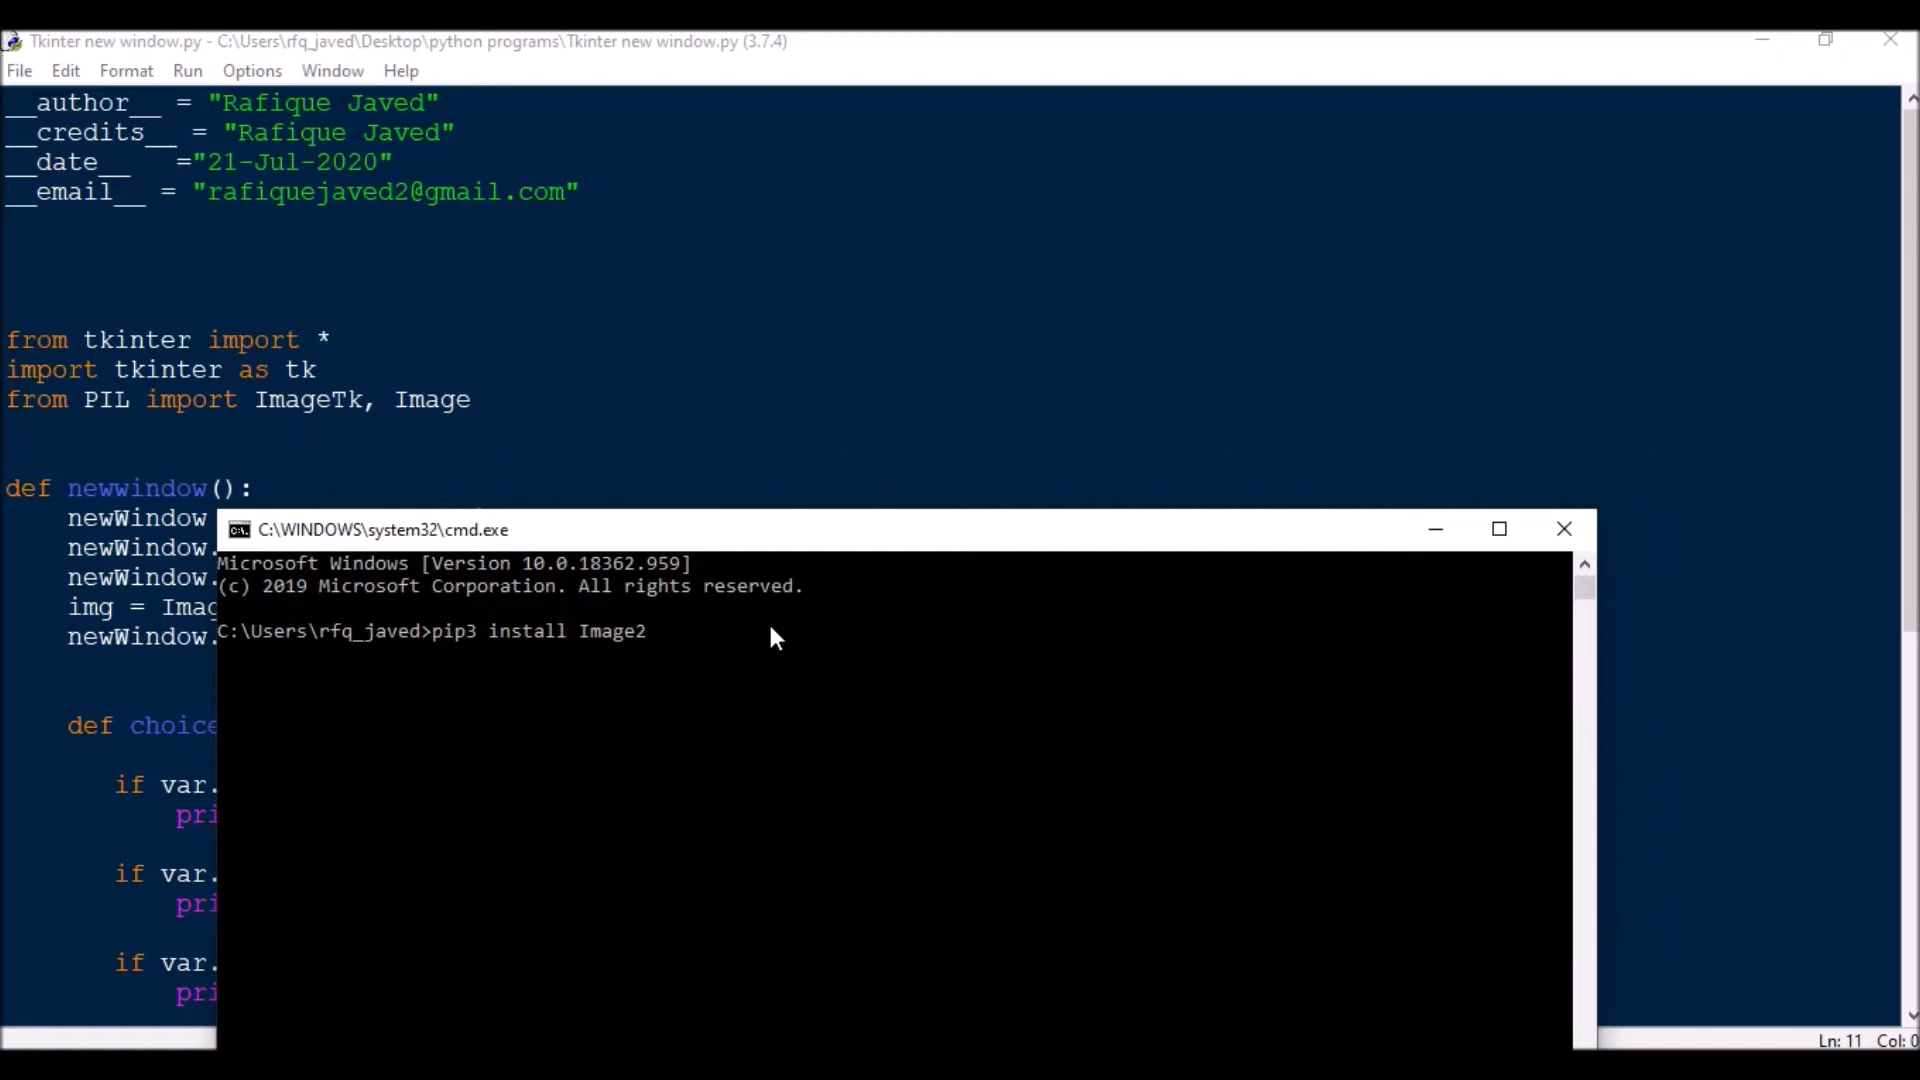 Tkinter new window.py - C:\Users\rfq_javed\Desktop\python programs\Tkinter new window.py (3.7.4)
File Edit Format Run Options Window Help
__author__ = "Rafique Javed"
__credits__ = "Rafique Javed"
__date__ ="21-Jul-2020"
__email__ = "rafiquejaved2@gmail.com"
from tkinter import *
import tkinter as tk
from PIL import ImageTk, Image
def newwindow():
newWindow
newWindow.
newWindow.
img = Imag
newWindow.
def choice
if var.
pri
if var.
pri
if var.
pri
C:\WINDOWS\system32\cmd.exe
Microsoft Windows [Version 10.0.18362.959]
(c) 2019 Microsoft Corporation. All rights reserved.
C:\Users\rfq_javed>pip3 install Image2
Ln: 11 Col: 0